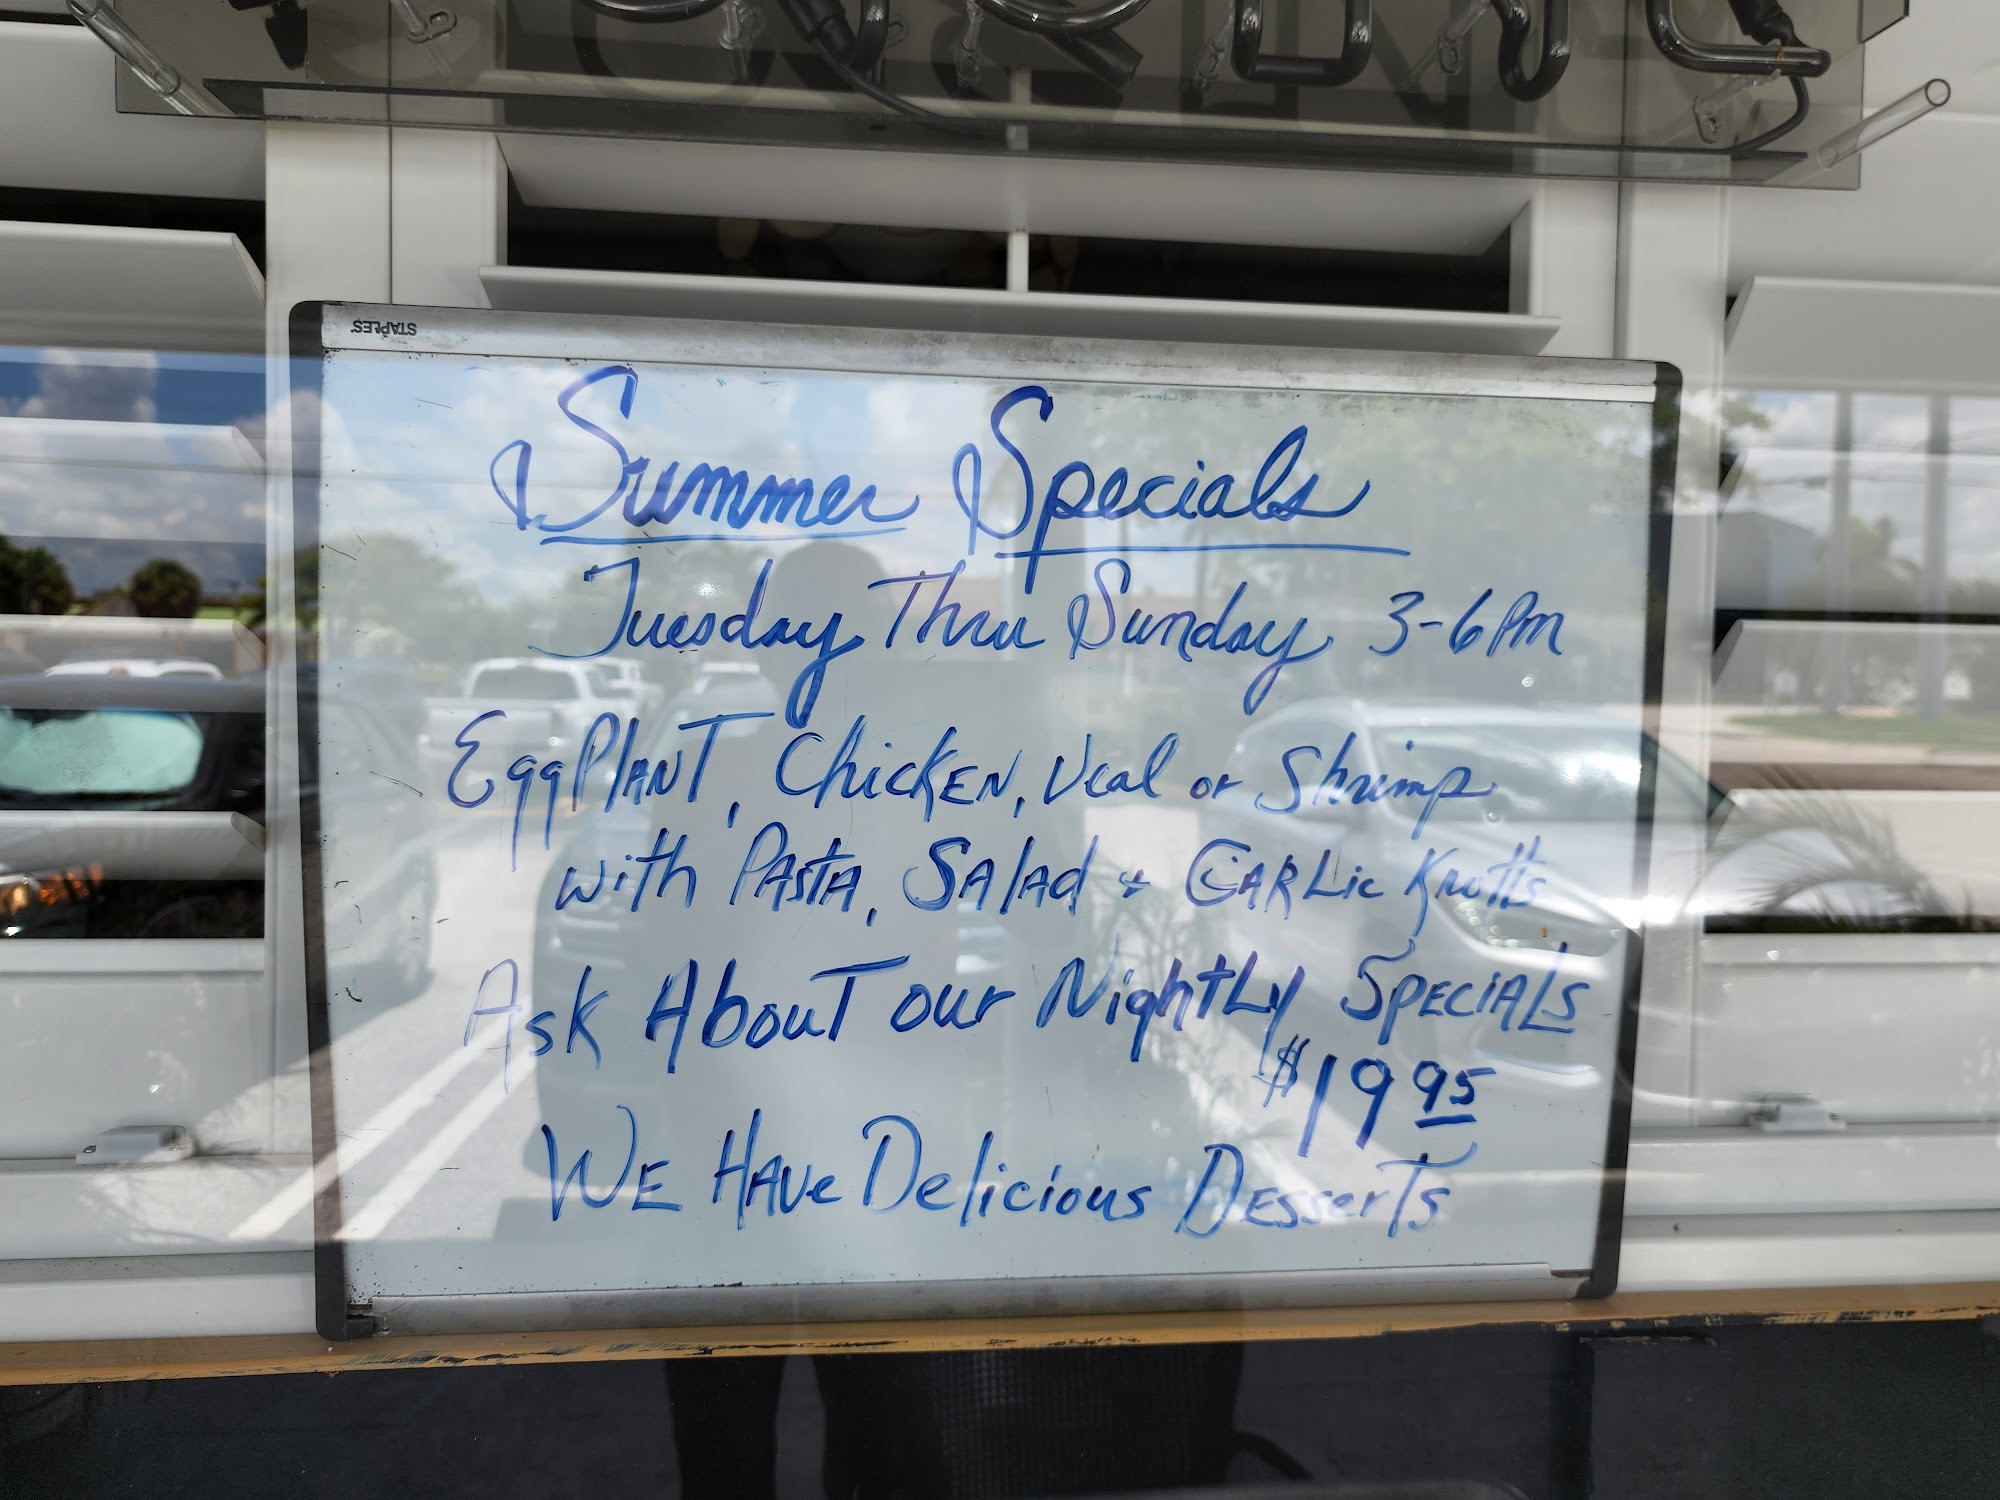 STAPLES
Summer Specials
Tuesday Thru Sunday 3-6Pm
EggPlANT, ChicKEN, Veal or Shrimp
with PAStA, SAlAd & GARLic Knotts
Ask AbouT our NightLy SPECIALS
$19 95
WE HAVe Delicious DesserTs